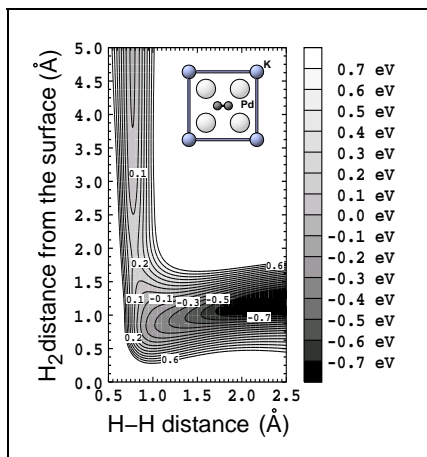 H₂ distance from the surface (Å)
5.0
4.5
4.0
3.5
3.0
2.5
2.0
1.5
1.0
0.5
0.0
K
Pd
0.1
0.2
0.6
0.1
-0.1
-0.3
-0.5
-0.7
0.2
0.6
0.5 1.0 1.5 2.0 2.5
H–H distance (Å)
0.7 eV
0.6 eV
0.5 eV
0.4 eV
0.3 eV
0.2 eV
0.1 eV
0.0 eV
-0.1 eV
-0.2 eV
-0.3 eV
-0.4 eV
-0.5 eV
-0.6 eV
-0.7 eV